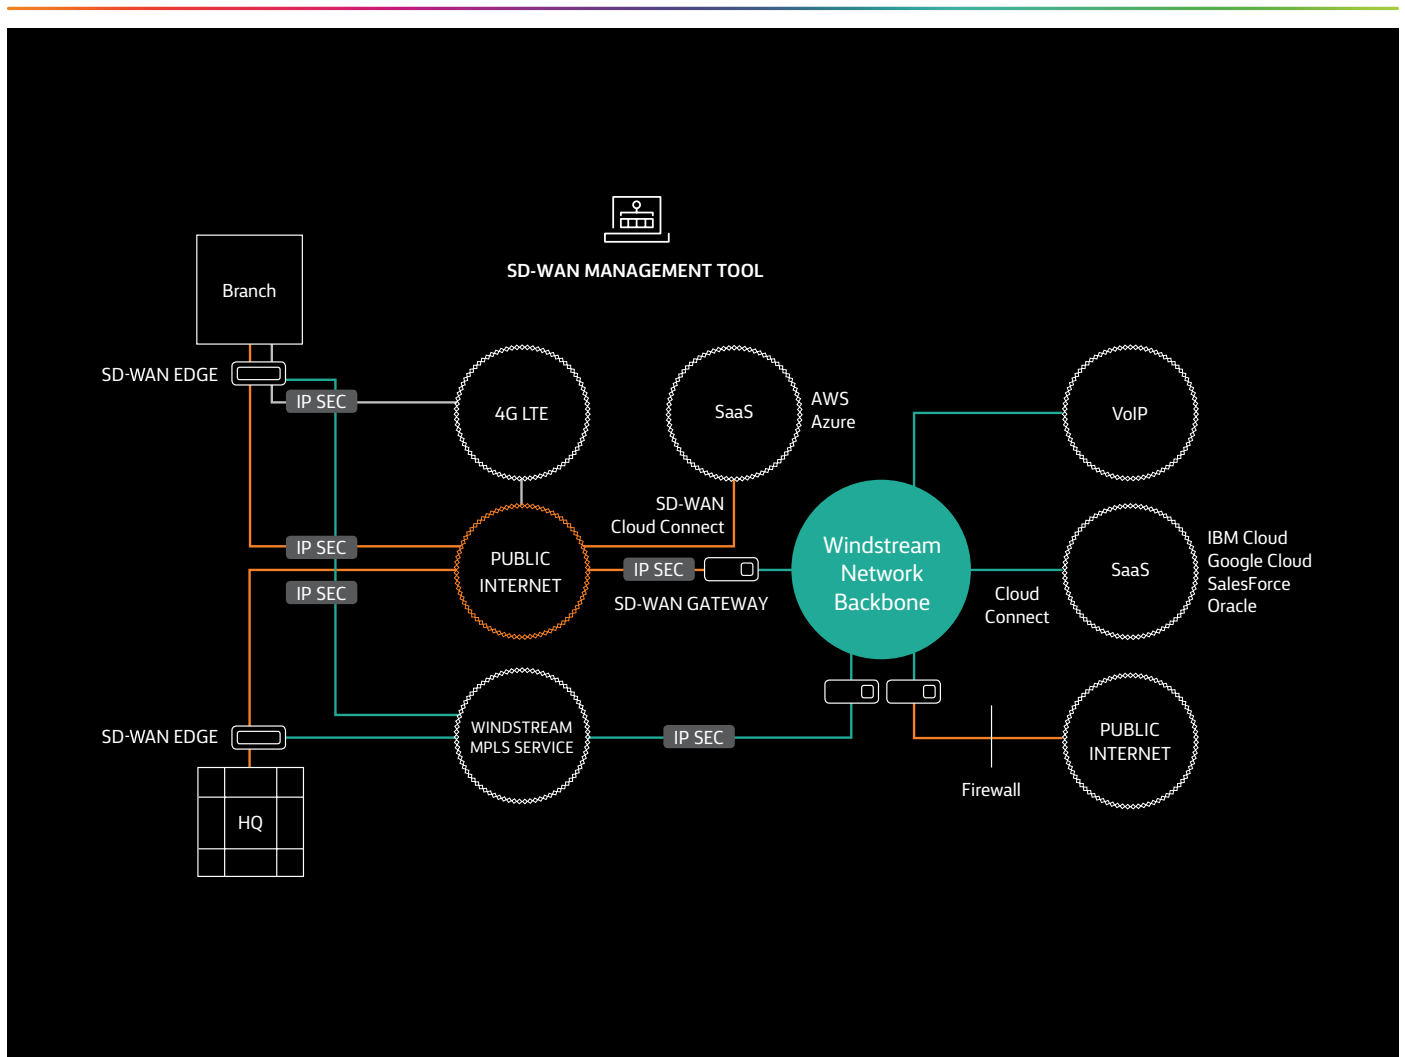 SD-WAN MANAGEMENT TOOL
Branch
SD-WAN EDGE
IP SEC
4G LTE
SaaS
AWS
Azure
VoIP
SD-WAN
Cloud Connect
IP SEC
PUBLIC
INTERNET
IP SEC
IP SEC
SD-WAN GATEWAY
Windstream
Network
Backbone
Cloud
Connect
SaaS
IBM Cloud
Google Cloud
SalesForce
Oracle
SD-WAN EDGE
WINDSTREAM
MPLS SERVICE
IP SEC
PUBLIC
INTERNET
Firewall
HQ